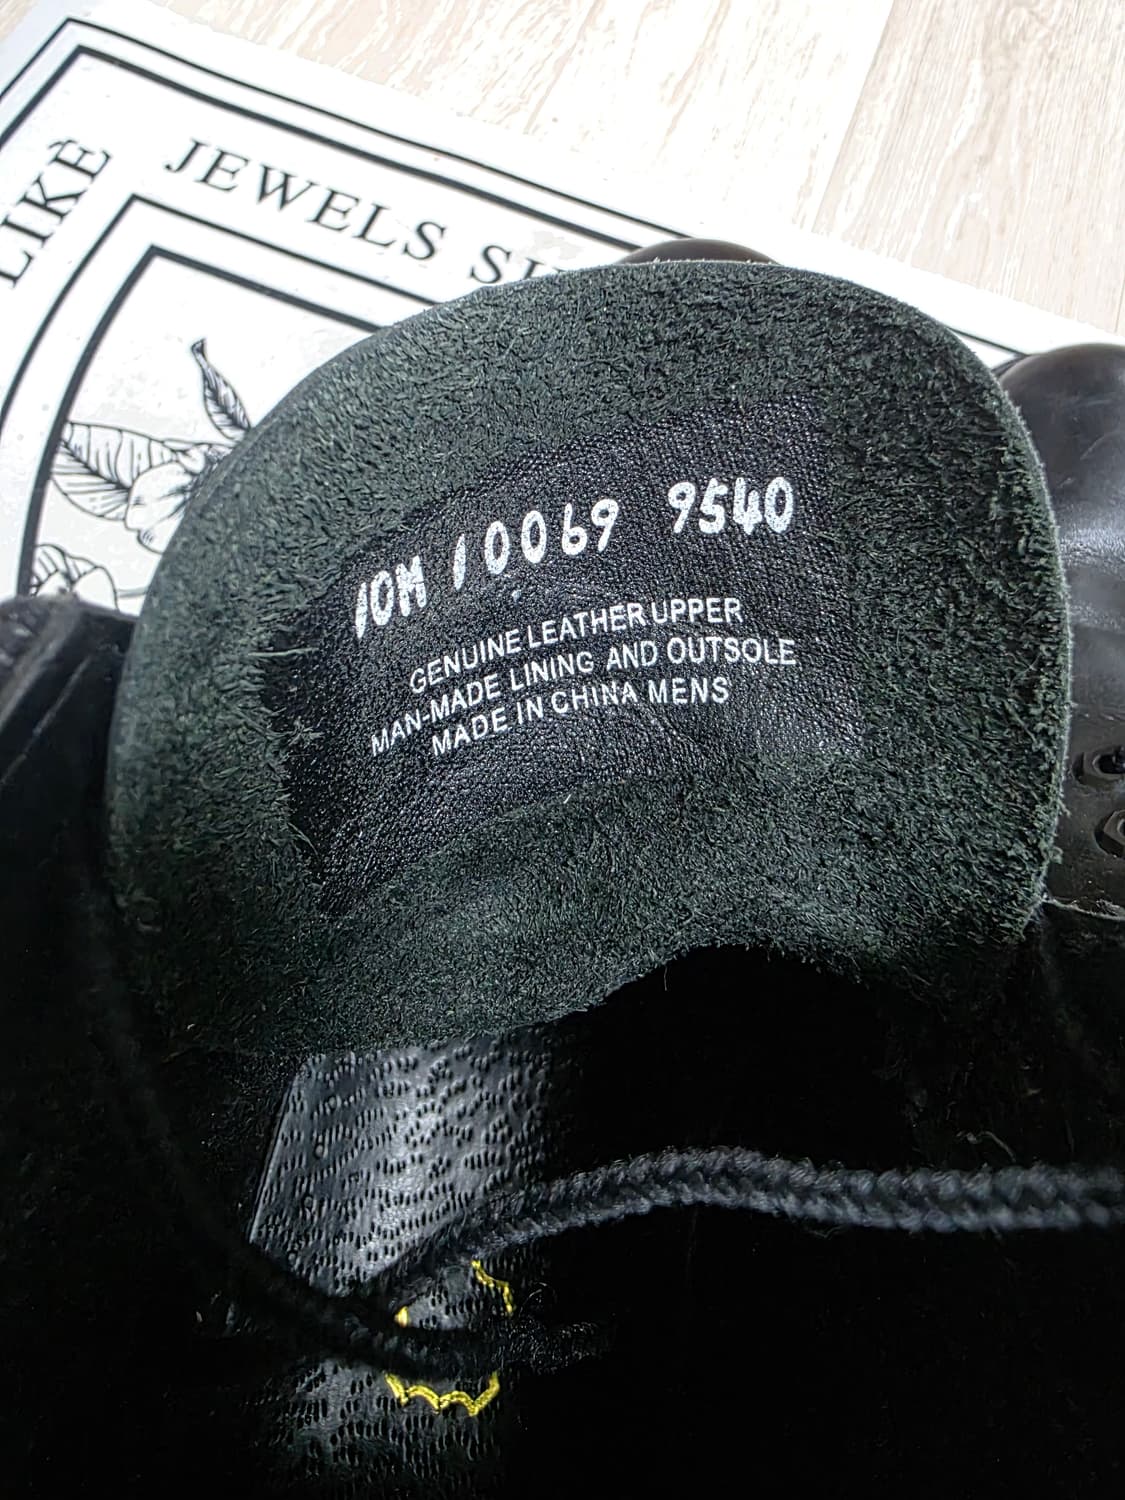 LIKE
JEWELS
10M 10069 9540
GENUINE LEATHER UPPER
MAN-MADE LINING AND OUTSOLE
MADE IN CHINA MENS